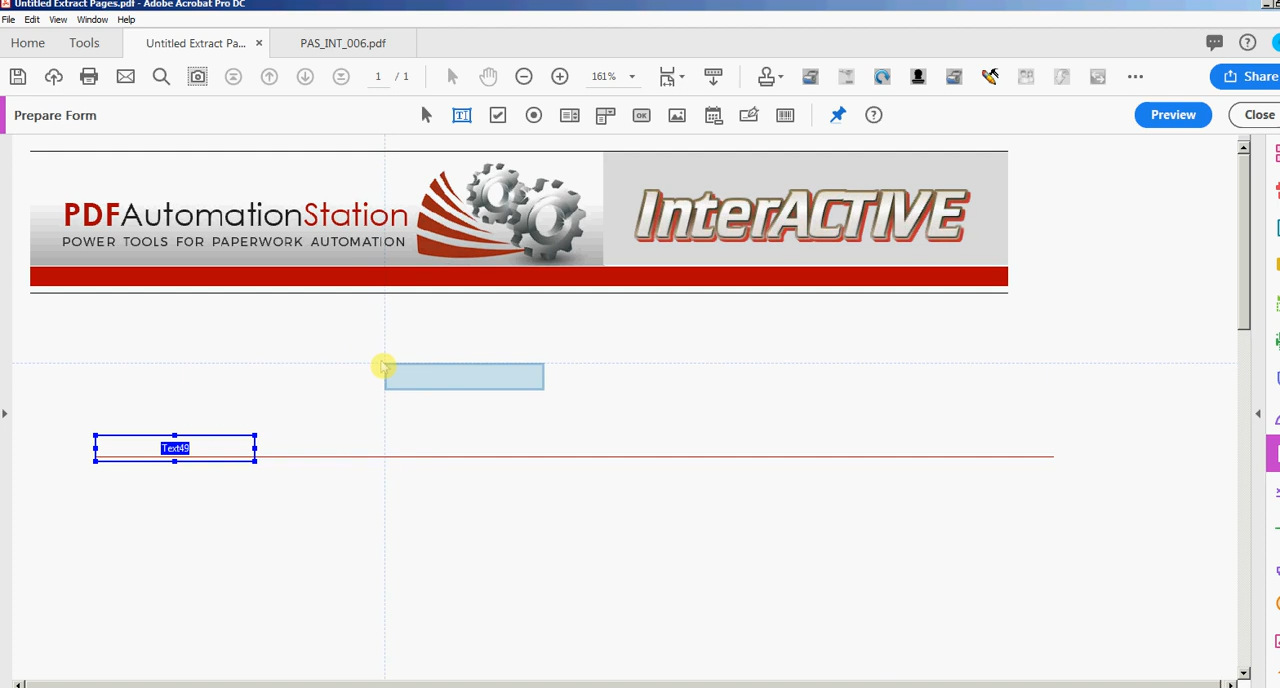 Untitled Extract Pages.pdf - Adobe Acrobat Pro DC
File Edit View Window Help
Home Tools Untitled Extract Pa... × PAS_INT_006.pdf
1 / 1 161% Share
Prepare Form OK Preview Close
PDFAutomationStation
POWER TOOLS FOR PAPERWORK AUTOMATION
InterACTIVE
Text49